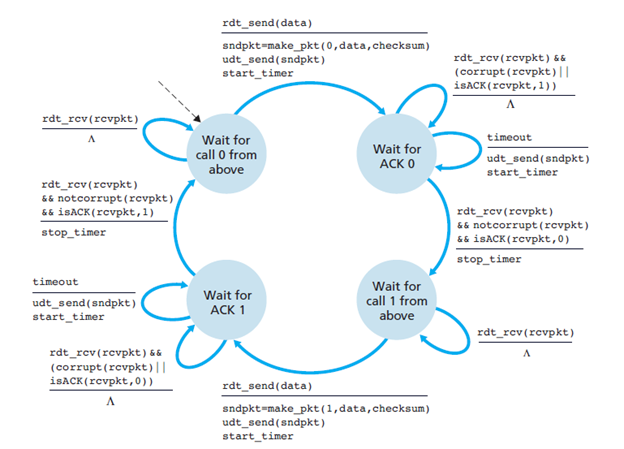 rdt_send(data)
sndpkt=make_pkt(0,data,checksum)
udt_send(sndpkt)
start_timer
rdt_rcv(rcvpkt) &&
(corrupt(rcvpkt)||
isACK(rcvpkt,1))
Λ
rdt_rcv(rcvpkt)
Λ
Wait for
call 0 from
above
Wait for
ACK 0
timeout
udt_send(sndpkt)
start_timer
rdt_rcv(rcvpkt)
&& notcorrupt(rcvpkt)
&& isACK(rcvpkt,1)
stop_timer
rdt_rcv(rcvpkt)
&& notcorrupt(rcvpkt)
&& isACK(rcvpkt,0)
stop_timer
timeout
udt_send(sndpkt)
start_timer
Wait for
ACK 1
Wait for
call 1 from
above
rdt_rcv(rcvpkt)
Λ
rdt_rcv(rcvpkt) &&
(corrupt(rcvpkt)||
isACK(rcvpkt,0))
Λ
rdt_send(data)
sndpkt=make_pkt(1,data,checksum)
udt_send(sndpkt)
start_timer